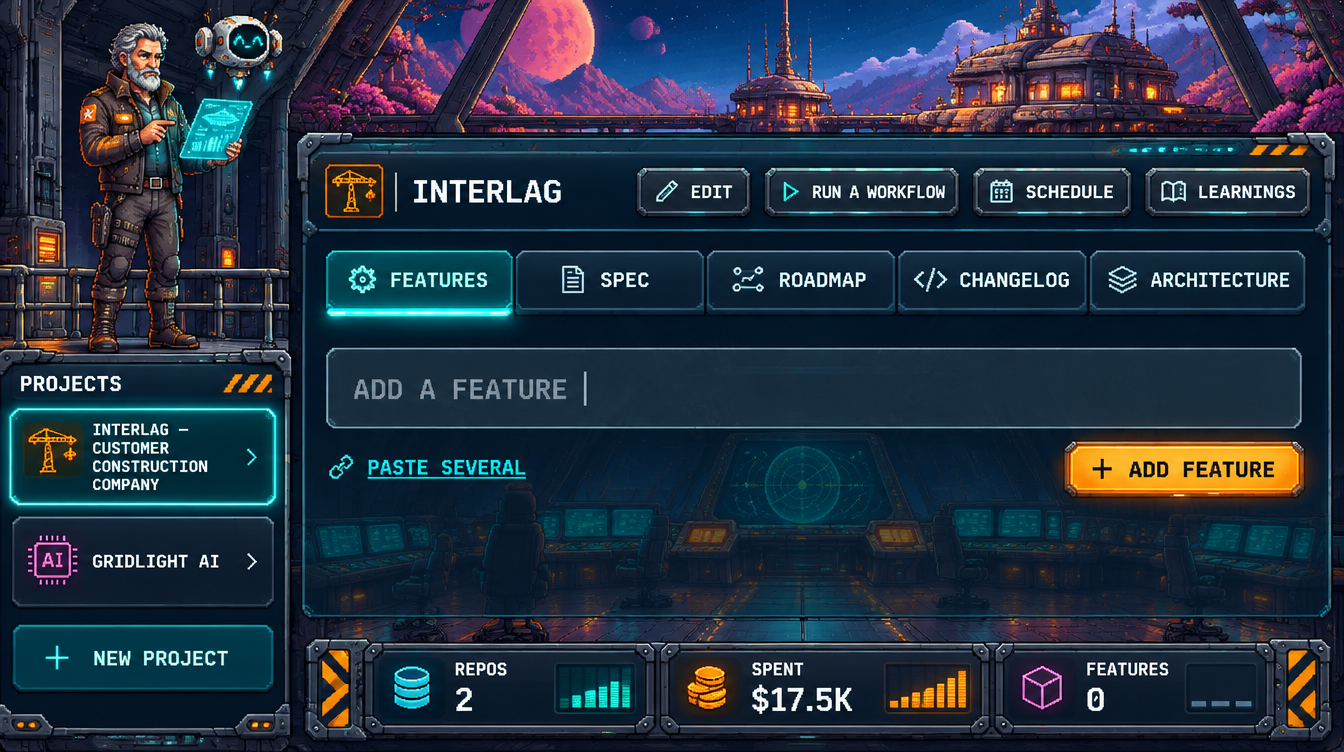 INTERLAG
EDIT
RUN A WORKFLOW
SCHEDULE
LEARNINGS
FEATURES
SPEC
ROADMAP
</> CHANGELOG
ARCHITECTURE
ADD A FEATURE
PASTE SEVERAL
+ ADD FEATURE
PROJECTS
INTERLAG –
CUSTOMER
CONSTRUCTION
COMPANY
AI
GRIDLIGHT AI
+ NEW PROJECT
REPOS
2
SPENT
$17.5K
FEATURES
0